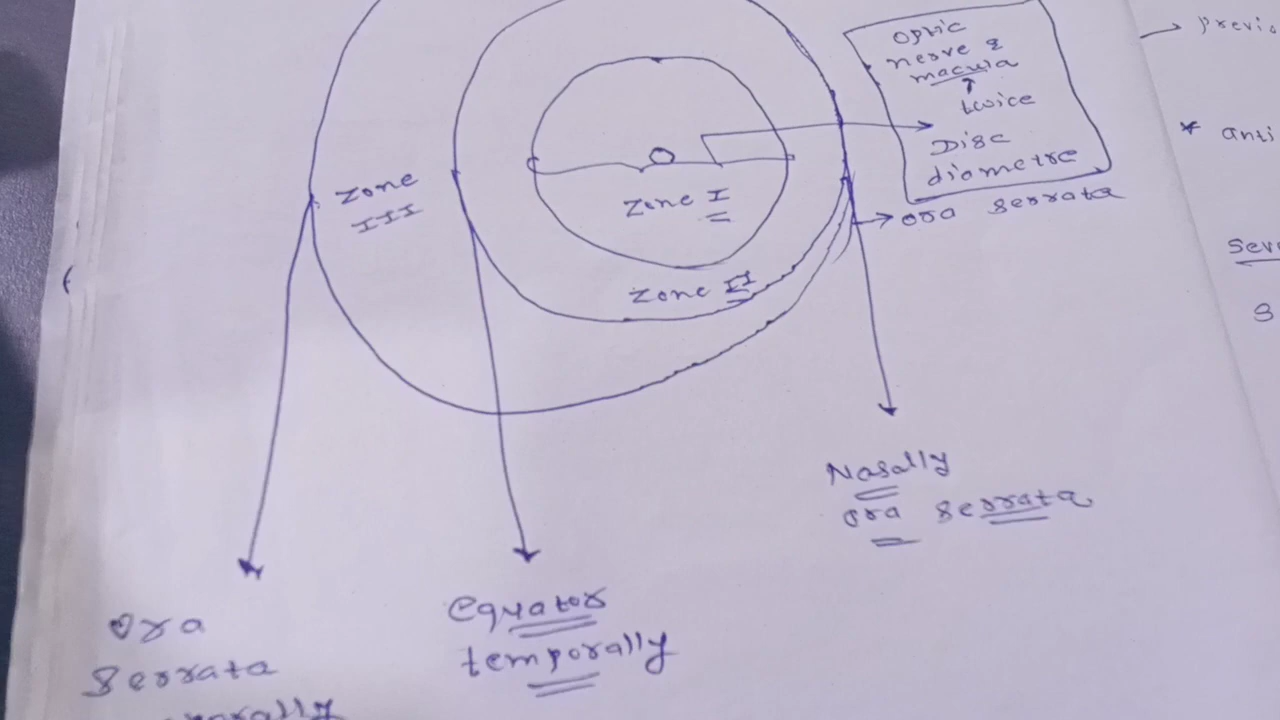 Optic
nerve &
macula
twice
Disc
diametre
ora serrata
Zone
III
Zone I
Zone II
Nasally
ora serrata
Equator
temporally
Ora
Serrata
* anti